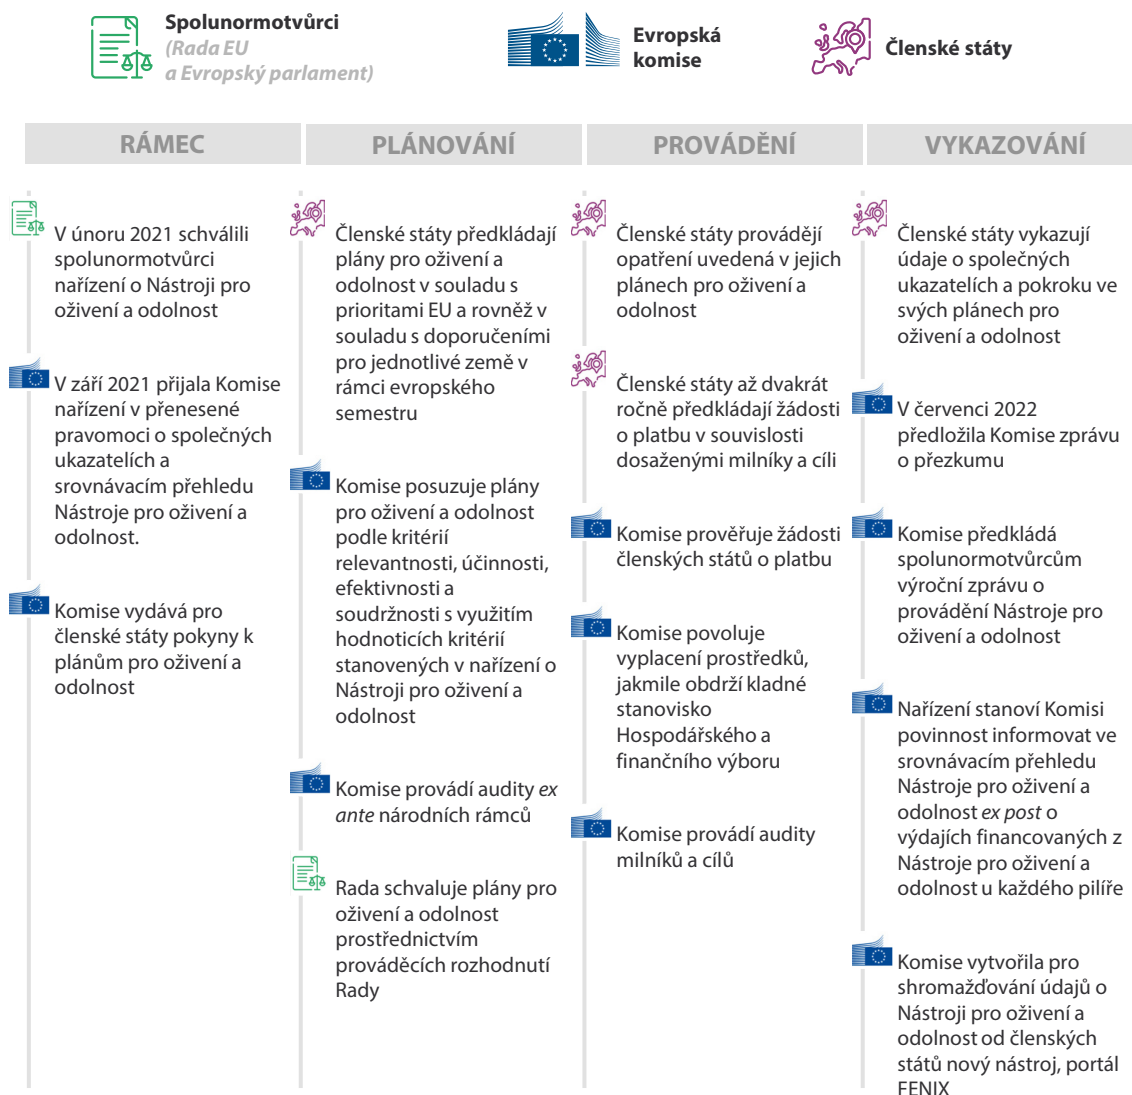 Spolunormotvůrci
(Rada EU
a Evropský parlament)
Evropská
komise
Členské státy
RÁMEC
V únoru 2021 schválili
spolunormotvůrci
nařízení o Nástroji pro
oživení a odolnost
V září 2021 přijala Komise
nařízení v přenesené
pravomoci o společných
ukazatelích a
srovnávacím přehledu
Nástroje pro oživení a
odolnost.
Komise vydává pro
členské státy pokyny k
plánům pro oživení a
odolnost
PLÁNOVÁNÍ
Členské státy předkládají
plány pro oživení a
odolnost v souladu s
prioritami EU a rovněž v
souladu s doporučeními
pro jednotlivé země v
rámci evropského
semestru
Komise posuzuje plány
pro oživení a odolnost
podle kritérií
relevantnosti, účinnosti,
efektivnosti a
soudržnosti s využitím
hodnoticích kritérií
stanovených v nařízení o
Nástroji pro oživení a
odolnost
Komise provádí audity ex
ante národních rámců
Rada schvaluje plány pro
oživení a odolnost
prostřednictvím
prováděcích rozhodnutí
Rady
PROVÁDĚNÍ
Členské státy provádějí
opatření uvedená v jejich
plánech pro oživení a
odolnost
Členské státy až dvakrát
ročně předkládají žádosti
o platbu v souvislosti
dosaženými milníky a cíli
Komise prověřuje žádosti
členských států o platbu
Komise povoluje
vyplacení prostředků,
jakmile obdrží kladné
stanovisko
Hospodářského a
finančního výboru
Komise provádí audity
milníků a cílů
VYKAZOVÁNÍ
Členské státy vykazují
údaje o společných
ukazatelích a pokroku ve
svých plánech pro
oživení a odolnost
V červenci 2022
předložila Komise zprávu
o přezkumu
Komise předkládá
spolunormotvůrcům
výroční zprávu o
provádění Nástroje pro
oživení a odolnost
Nařízení stanoví Komisi
povinnost informovat ve
srovnávacím přehledu
Nástroje pro oživení a
odolnost ex post o
výdajích financovaných z
Nástroje pro oživení a
odolnost u každého pilíře
Komise vytvořila pro
shromažďování údajů o
Nástroji pro oživení a
odolnost od členských
států nový nástroj, portál
FENIX